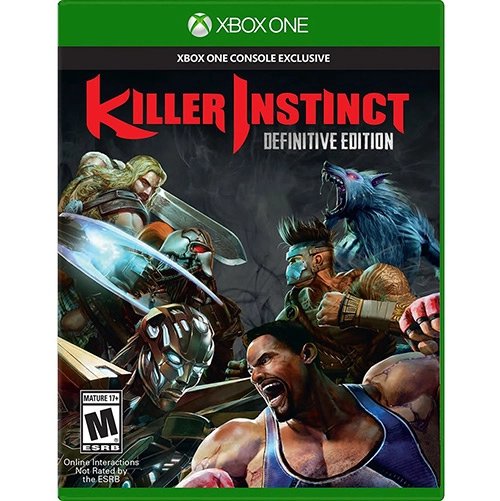 XBOX ONE
XBOX ONE CONSOLE EXCLUSIVE
KILLER INSTINCT
DEFINITIVE EDITION
MATURE 17+
M
ESRB
Online Interactions
Not Rated by
the ESRB